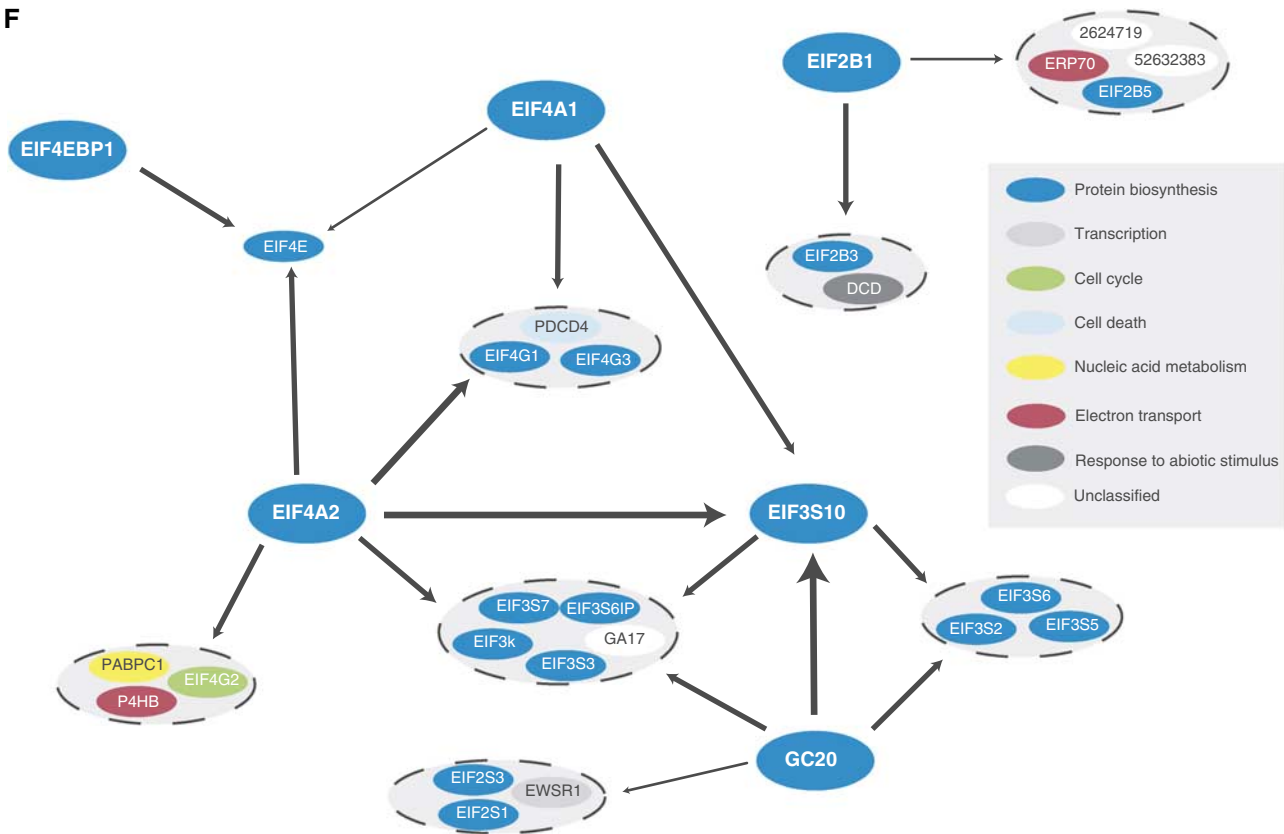 F
2624719
ERP70
52632383
EIF2B5
EIF2B1
EIF4A1
EIF4EBP1
EIF4E
EIF2B3
DCD
PDCD4
EIF4G1
EIF4G3
Protein biosynthesis
Transcription
Cell cycle
Cell death
Nucleic acid metabolism
Electron transport
Response to abiotic stimulus
Unclassified
EIF4A2
EIF3S10
EIF3S7
EIF3S6IP
EIF3k
GA17
EIF3S3
EIF3S6
EIF3S2
EIF3S5
PABPC1
EIF4G2
P4HB
GC20
EIF2S3
EWSR1
EIF2S1